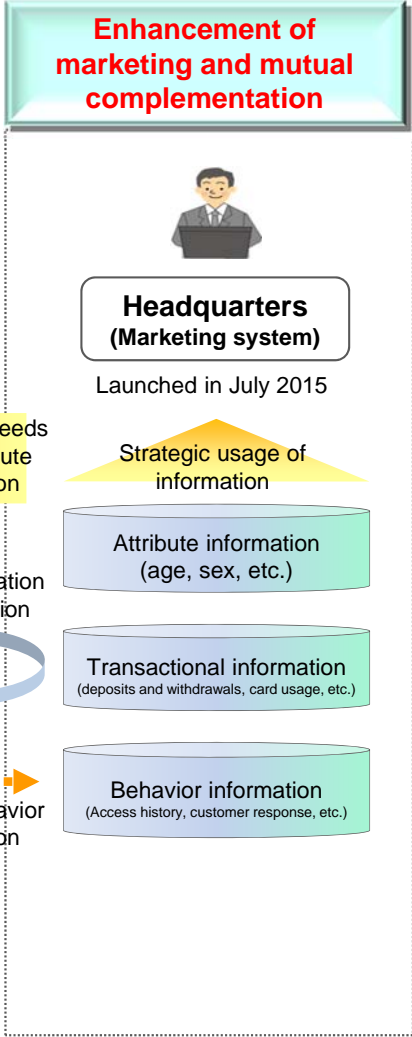 Enhancement of
marketing and mutual
complementation
Headquarters
(Marketing system)
Launched in July 2015
Strategic usage of
information
Attribute information
(age, sex, etc.)
Transactional information
(deposits and withdrawals, card usage, etc.)
Behavior information
(Access history, customer response, etc.)